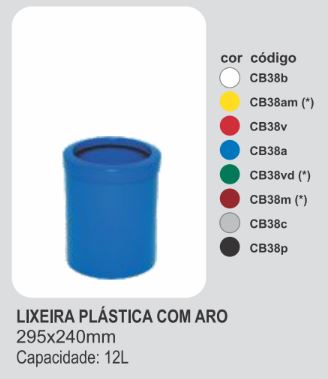 cor código
CB38b
CB38am (*)
CB38v
CB38a
CB38vd (*)
CB38m (*)
CB38c
CB38p
LIXEIRA PLÁSTICA COM ARO
295x240mm
Capacidade: 12L